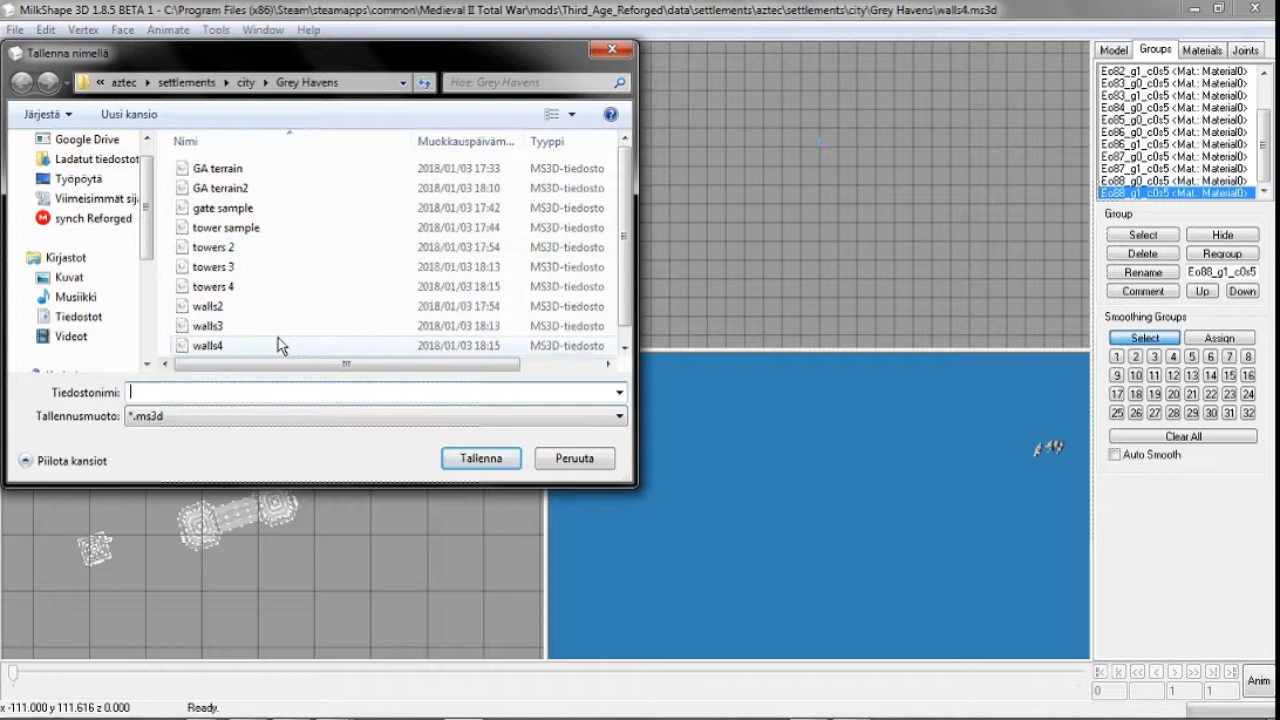 MilkShape 3D 1.8.5 BETA 1 - C:\Program Files (x86)\Steam\steamapps\common\Medieval II Total War\mods\Third_Age_Reforged\data\settlements\aztec\settlements\city\Grey Havens\walls4.ms3d
File Edit Vertex Face Animate Tools Window Help
Tallenna nimellä
« aztec settlements city Grey Havens
Hae: Grey Havens
Järjestä Uusi kansio
Nimi Muokkauspäiväm... Tyyppi
Google Drive
Ladatut tiedostot
Työpöytä
Viimeisimmät sij
synch Reforged
Kirjastot
Kuvat
Musiikki
Tiedostot
Videot
GA terrain 2018/01/03 17:33 MS3D-tiedosto
GA terrain2 2018/01/03 18:10 MS3D-tiedosto
gate sample 2018/01/03 17:42 MS3D-tiedosto
tower sample 2018/01/03 17:44 MS3D-tiedosto
towers 2 2018/01/03 17:54 MS3D-tiedosto
towers 3 2018/01/03 18:13 MS3D-tiedosto
towers 4 2018/01/03 18:15 MS3D-tiedosto
walls2 2018/01/03 17:54 MS3D-tiedosto
walls3 2018/01/03 18:13 MS3D-tiedosto
walls4 2018/01/03 18:15 MS3D-tiedosto
Tiedostonimi:
Tallennusmuoto: *.ms3d
Piilota kansiot Tallenna Peruuta
Model Groups Materials Joints
Eo82_g1_c0s5 <Mat.: Material0>
Eo83_g0_c0s5 <Mat.: Material0>
Eo83_g1_c0s5 <Mat.: Material0>
Eo84_g0_c0s5 <Mat.: Material0>
Eo85_g0_c0s5 <Mat.: Material0>
Eo86_g0_c0s5 <Mat.: Material0>
Eo86_g1_c0s5 <Mat.: Material0>
Eo87_g0_c0s5 <Mat.: Material0>
Eo87_g1_c0s5 <Mat.: Material0>
Eo88_g0_c0s5 <Mat.: Material0>
Eo88_g1_c0s5 <Mat.: Material0>
Group
Select Hide
Delete Regroup
Rename Eo88_g1_c0s5
Comment Up Down
Smoothing Groups
Select Assign
1 2 3 4 5 6 7 8
9 10 11 12 13 14 15 16
17 18 19 20 21 22 23 24
25 26 27 28 29 30 31 32
Clear All
Auto Smooth
0 1 1
Anim
x -111.000 y 111.616 z 0.000 Ready.